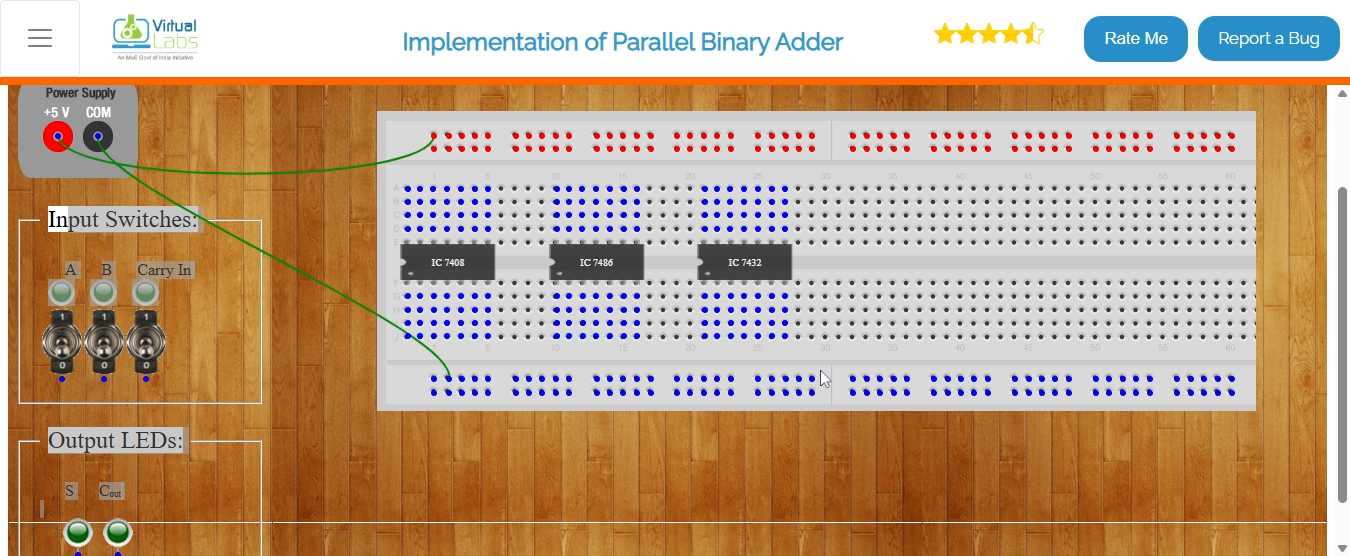 Virtual
Labs
An MoE Govt of India Initiative
Implementation of Parallel Binary Adder
Rate Me
Report a Bug
Power Supply
+5 V COM
Input Switches:
A B Carry In
1 1 1
0 0 0
Output LEDs:
S Cout
1 5 10 15 20 25 30 35 40 45 50 55 60
A
B
C
D
E
IC 7408 IC 7486 IC 7432
F
G
H
I
J
1 5 10 15 20 25 30 35 40 45 50 55 60